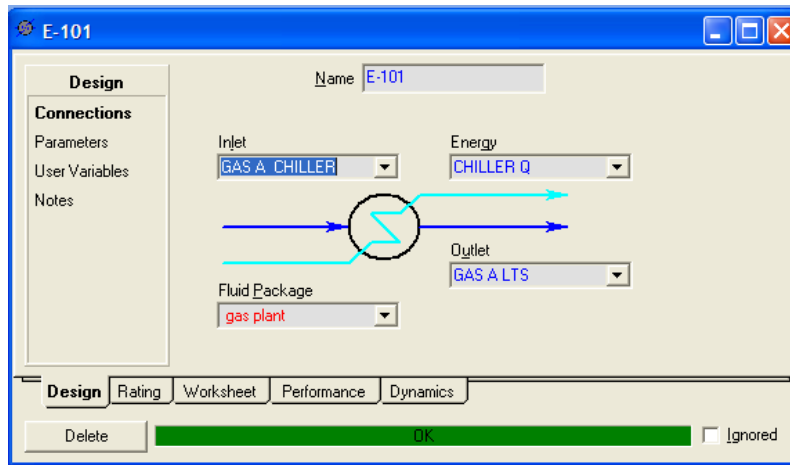 E-101
Design
Connections
Parameters
User Variables
Notes
Name E-101
Inlet
GAS A CHILLER
Energy
CHILLER Q
Outlet
GAS A LTS
Fluid Package
gas plant
Design Rating Worksheet Performance Dynamics
Delete OK Ignored